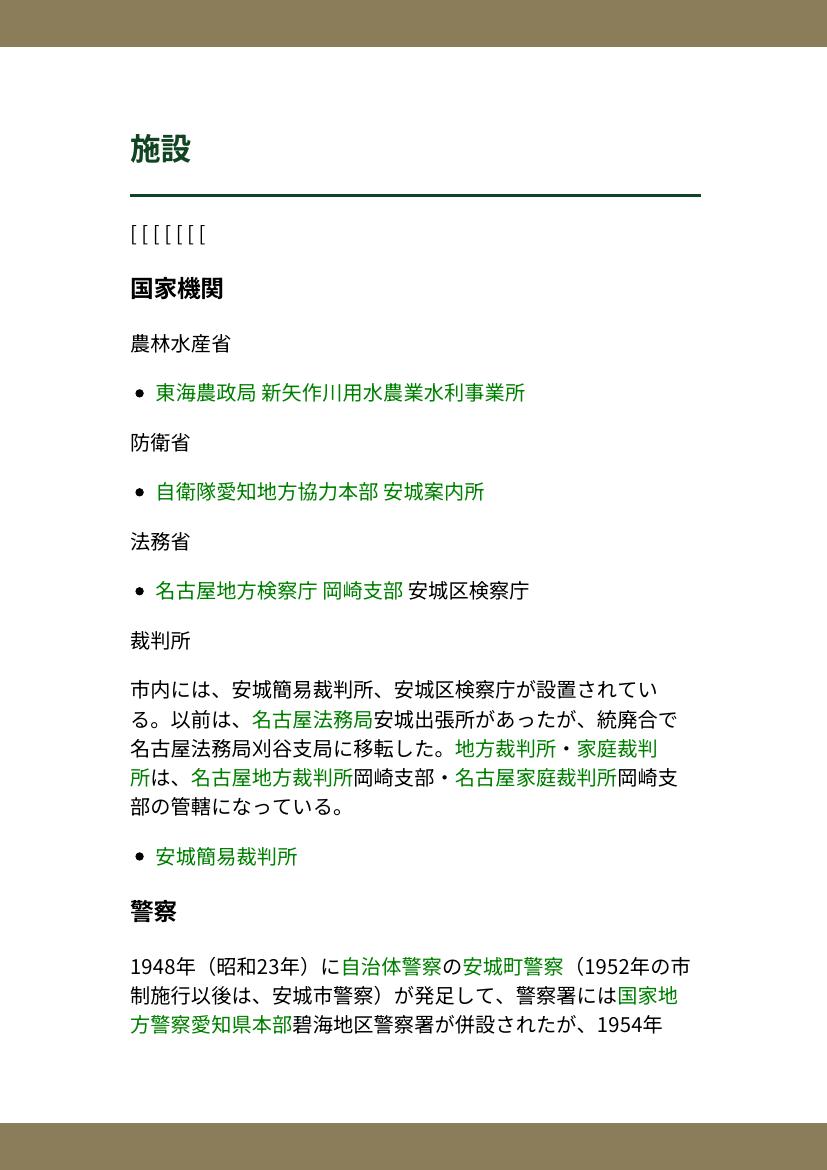 施設
[ [ [ [ [ [ [
国家機関
農林水産省
• 東海農政局 新矢作川用水農業水利事業所
防衛省
• 自衛隊愛知地方協力本部 安城案内所
法務省
• 名古屋地方検察庁 岡崎支部 安城区検察庁
裁判所
市内には、安城簡易裁判所、安城区検察庁が設置されてい
る。以前は、名古屋法務局安城出張所があったが、統廃合で
名古屋法務局刈谷支局に移転した。地方裁判所・家庭裁判
所は、名古屋地方裁判所岡崎支部・名古屋家庭裁判所岡崎支
部の管轄になっている。
• 安城簡易裁判所
警察
1948年（昭和23年）に自治体警察の安城町警察（1952年の市
制施行以後は、安城市警察）が発足して、警察署には国家地
方警察愛知県本部碧海地区警察署が併設されたが、1954年